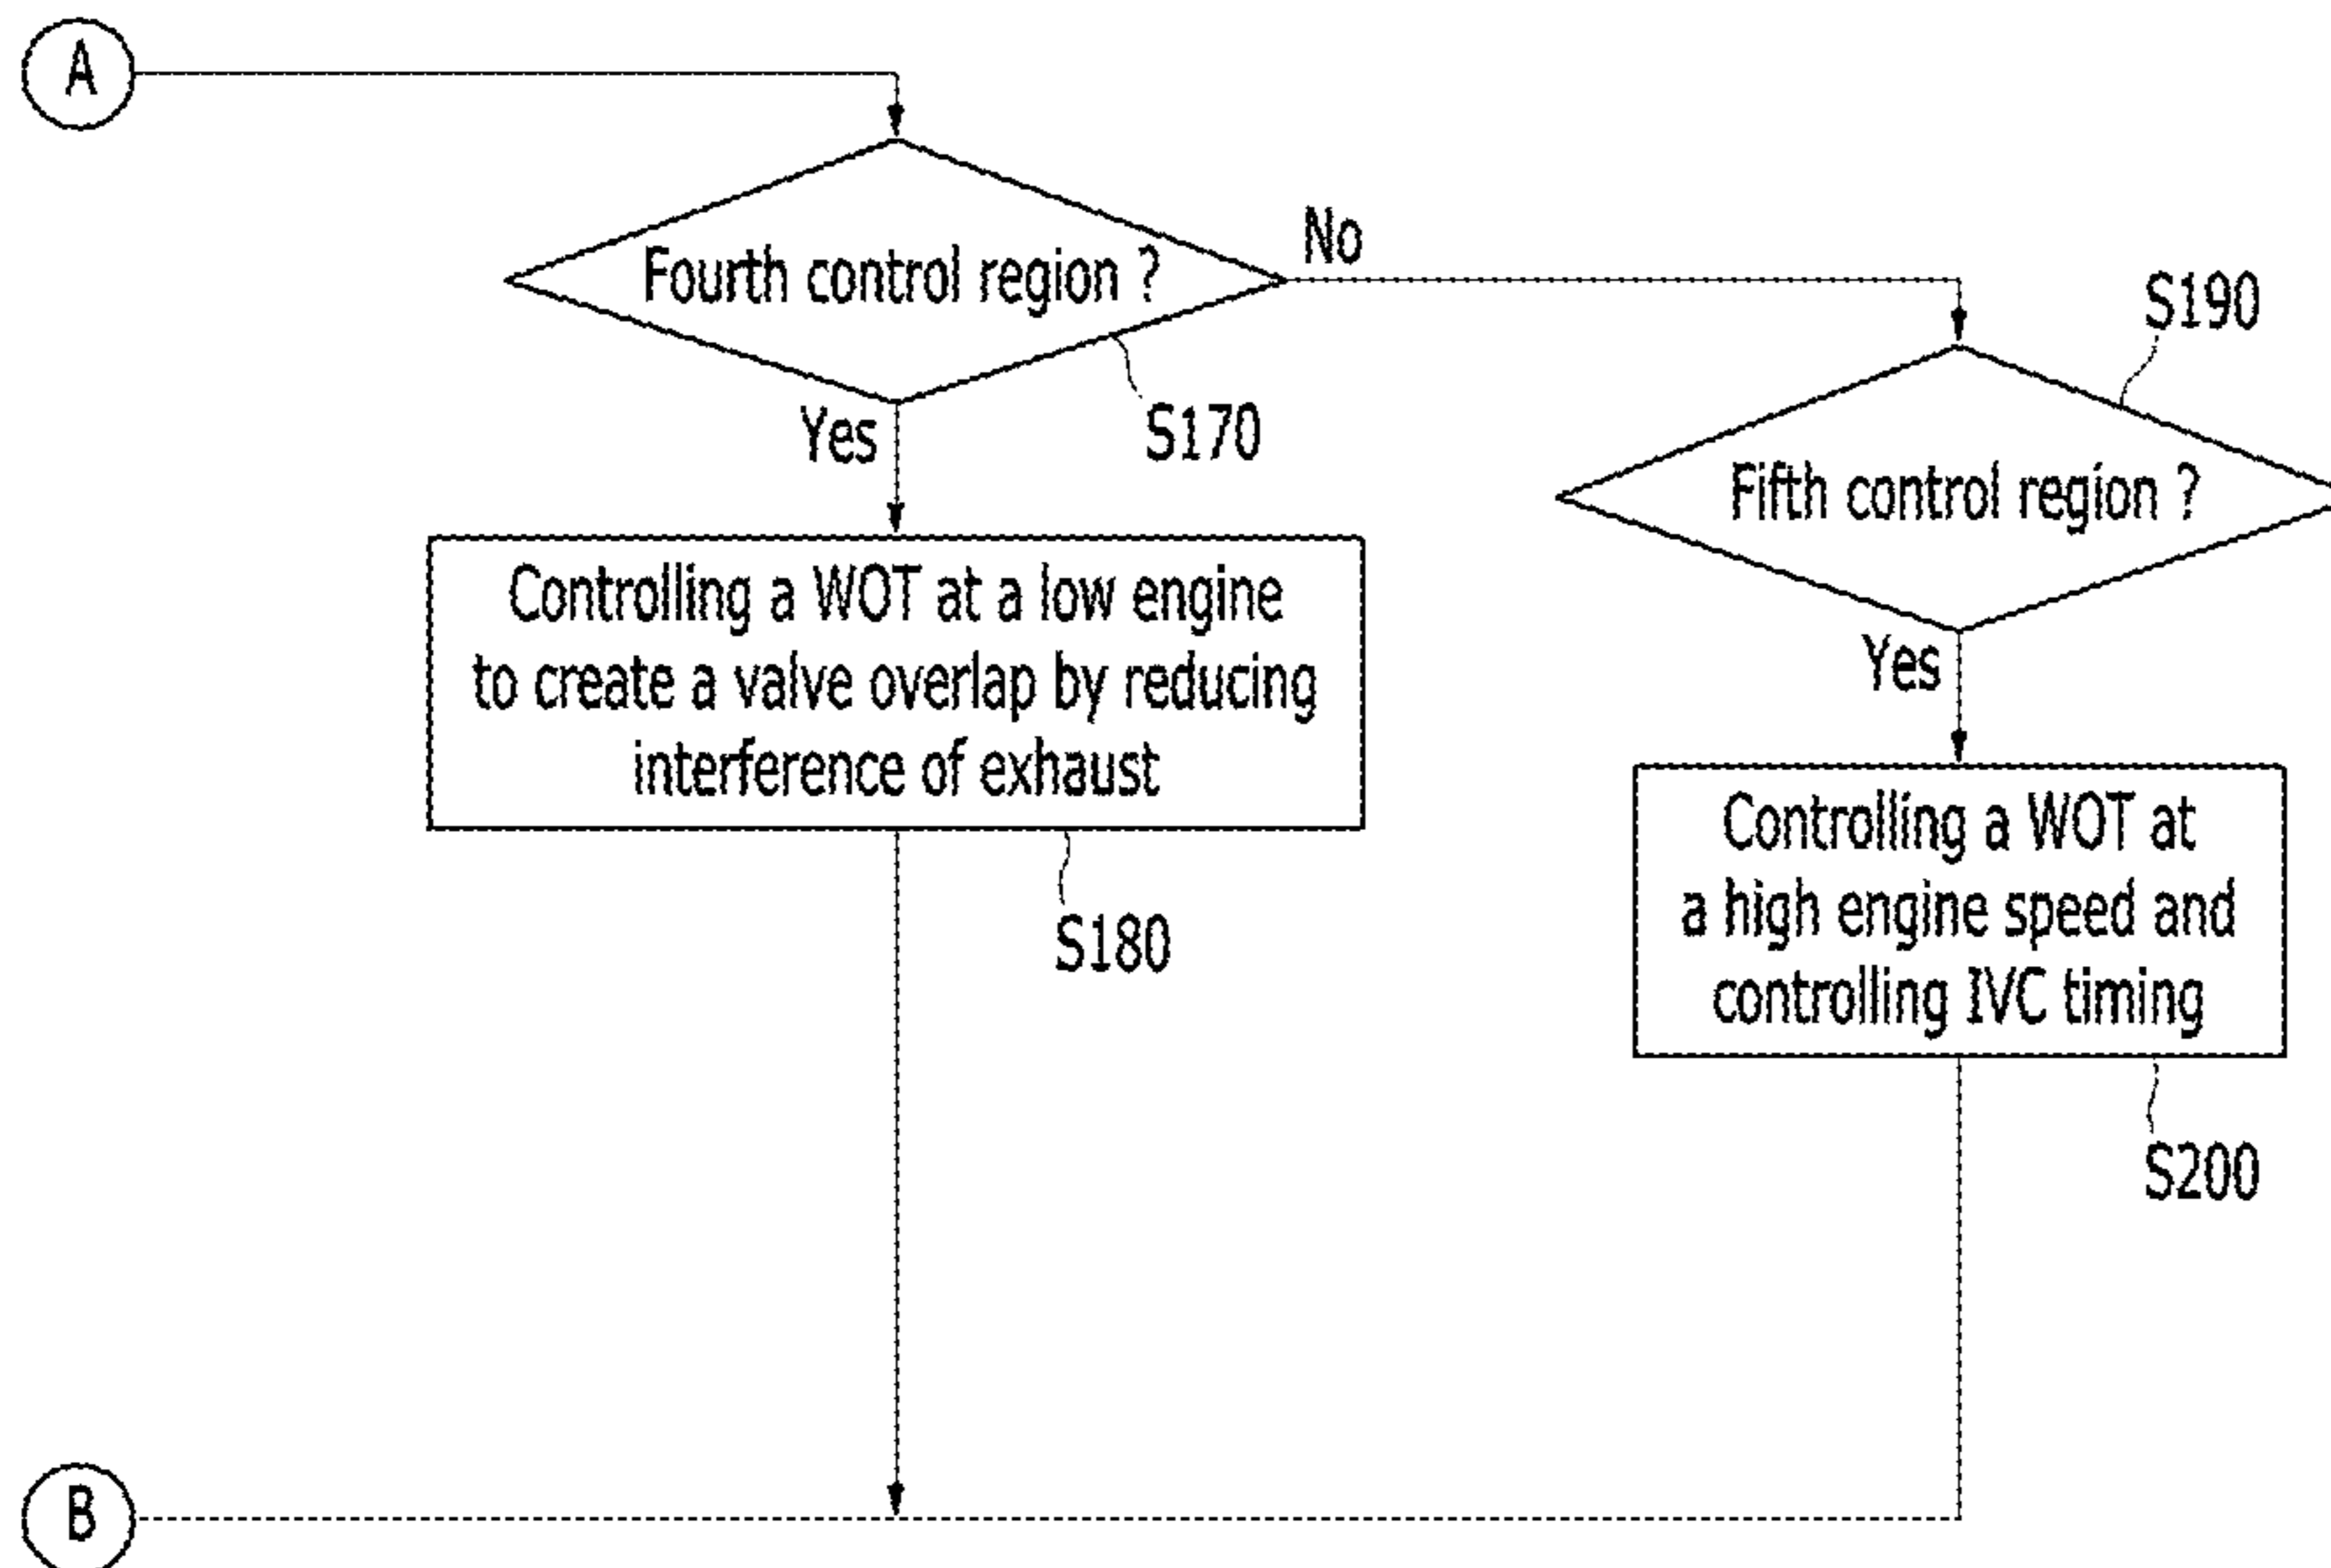 A
Fourth control region ?
No
S170
Yes
S190
Fifth control region ?
Yes
Controlling a WOT at a low engine
to create a valve overlap by reducing
interference of exhaust
S180
Controlling a WOT at
a high engine speed and
controlling IVC timing
S200
B